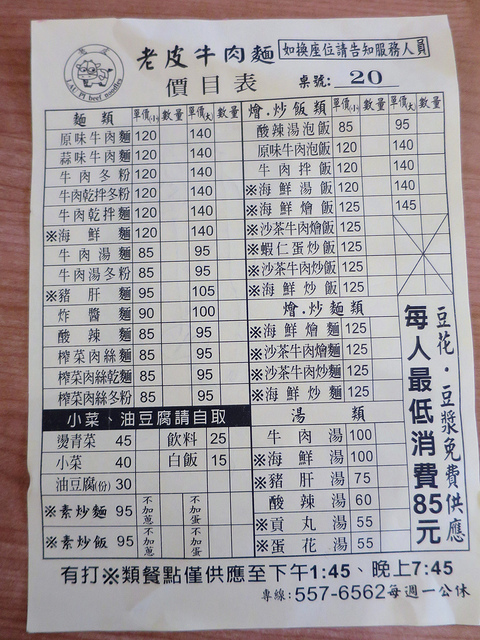 老皮
LAU PI beef noodles
老皮牛肉麵 如換座位請告知服務人員
價目表 桌號: 20
麵類 單價(小) 數量 單價(大) 數量
原味牛肉麵 120 140
蒜味牛肉麵 120 140
牛肉冬粉 120 140
牛肉乾拌冬粉 120 140
牛肉乾拌麵 120 140
※海鮮麵 120 140
牛肉湯麵 85 95
牛肉湯冬粉 85 95
※豬肝麵 95 105
炸醬麵 90 100
酸辣麵 85 95
榨菜肉絲麵 85 95
榨菜肉絲乾麵 85 95
榨菜肉絲冬粉 85 95
小菜、油豆腐請自取
燙青菜 45 飲料 25
小菜 40 白飯 15
油豆腐(份) 30
※素炒麵 95 不加蔥 不加蛋
※素炒飯 95 不加蔥 不加蛋
燴.炒飯類 單價(小) 數量 單價(大) 數量
酸辣湯泡飯 85 95
原味牛肉泡飯 120 140
牛肉拌飯 120 140
※海鮮湯飯 120 140
※海鮮燴飯 125 145
※沙茶牛肉燴飯 125
※蝦仁蛋炒飯 125
※沙茶牛肉炒飯 125
※海鮮炒飯 125
燴.炒麵類
※海鮮燴麵 125
※沙茶牛肉燴麵 125
※沙茶牛肉炒麵 125
※海鮮炒麵 125
湯類
牛肉湯 100
※海鮮湯 100
※豬肝湯 75
酸辣湯 60
※貢丸湯 55
※蛋花湯 55
豆花.豆漿免費供應
每人最低消費85元
有打※類餐點僅供應至下午1:45、晚上7:45
專線:557-6562每週一公休